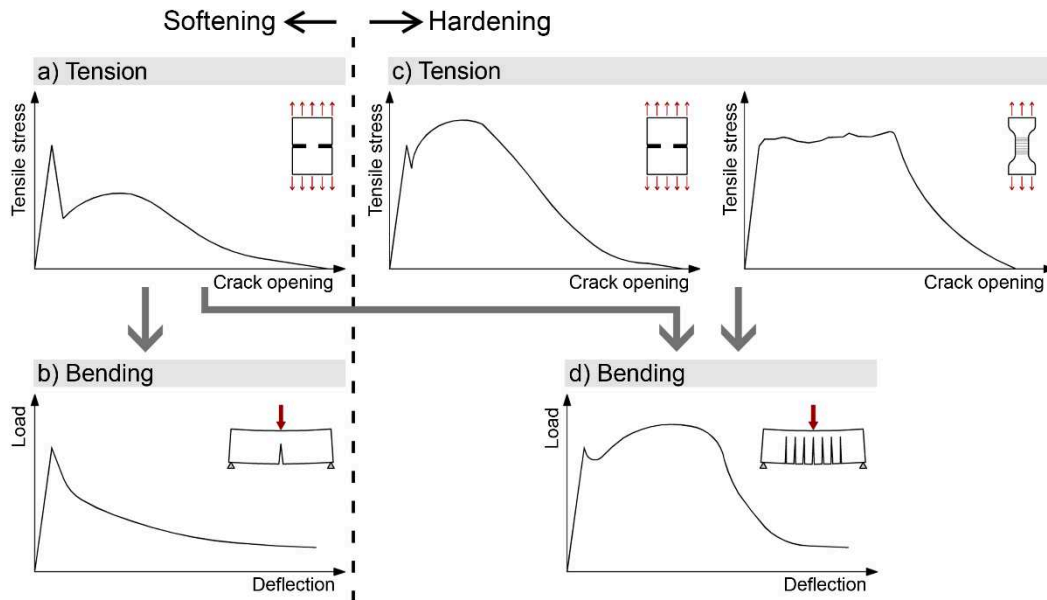 Softening
Hardening
a) Tension
c) Tension
Tensile stress
Crack opening
Tensile stress
Crack opening
Tensile stress
Crack opening
b) Bending
d) Bending
Load
Deflection
Load
Deflection